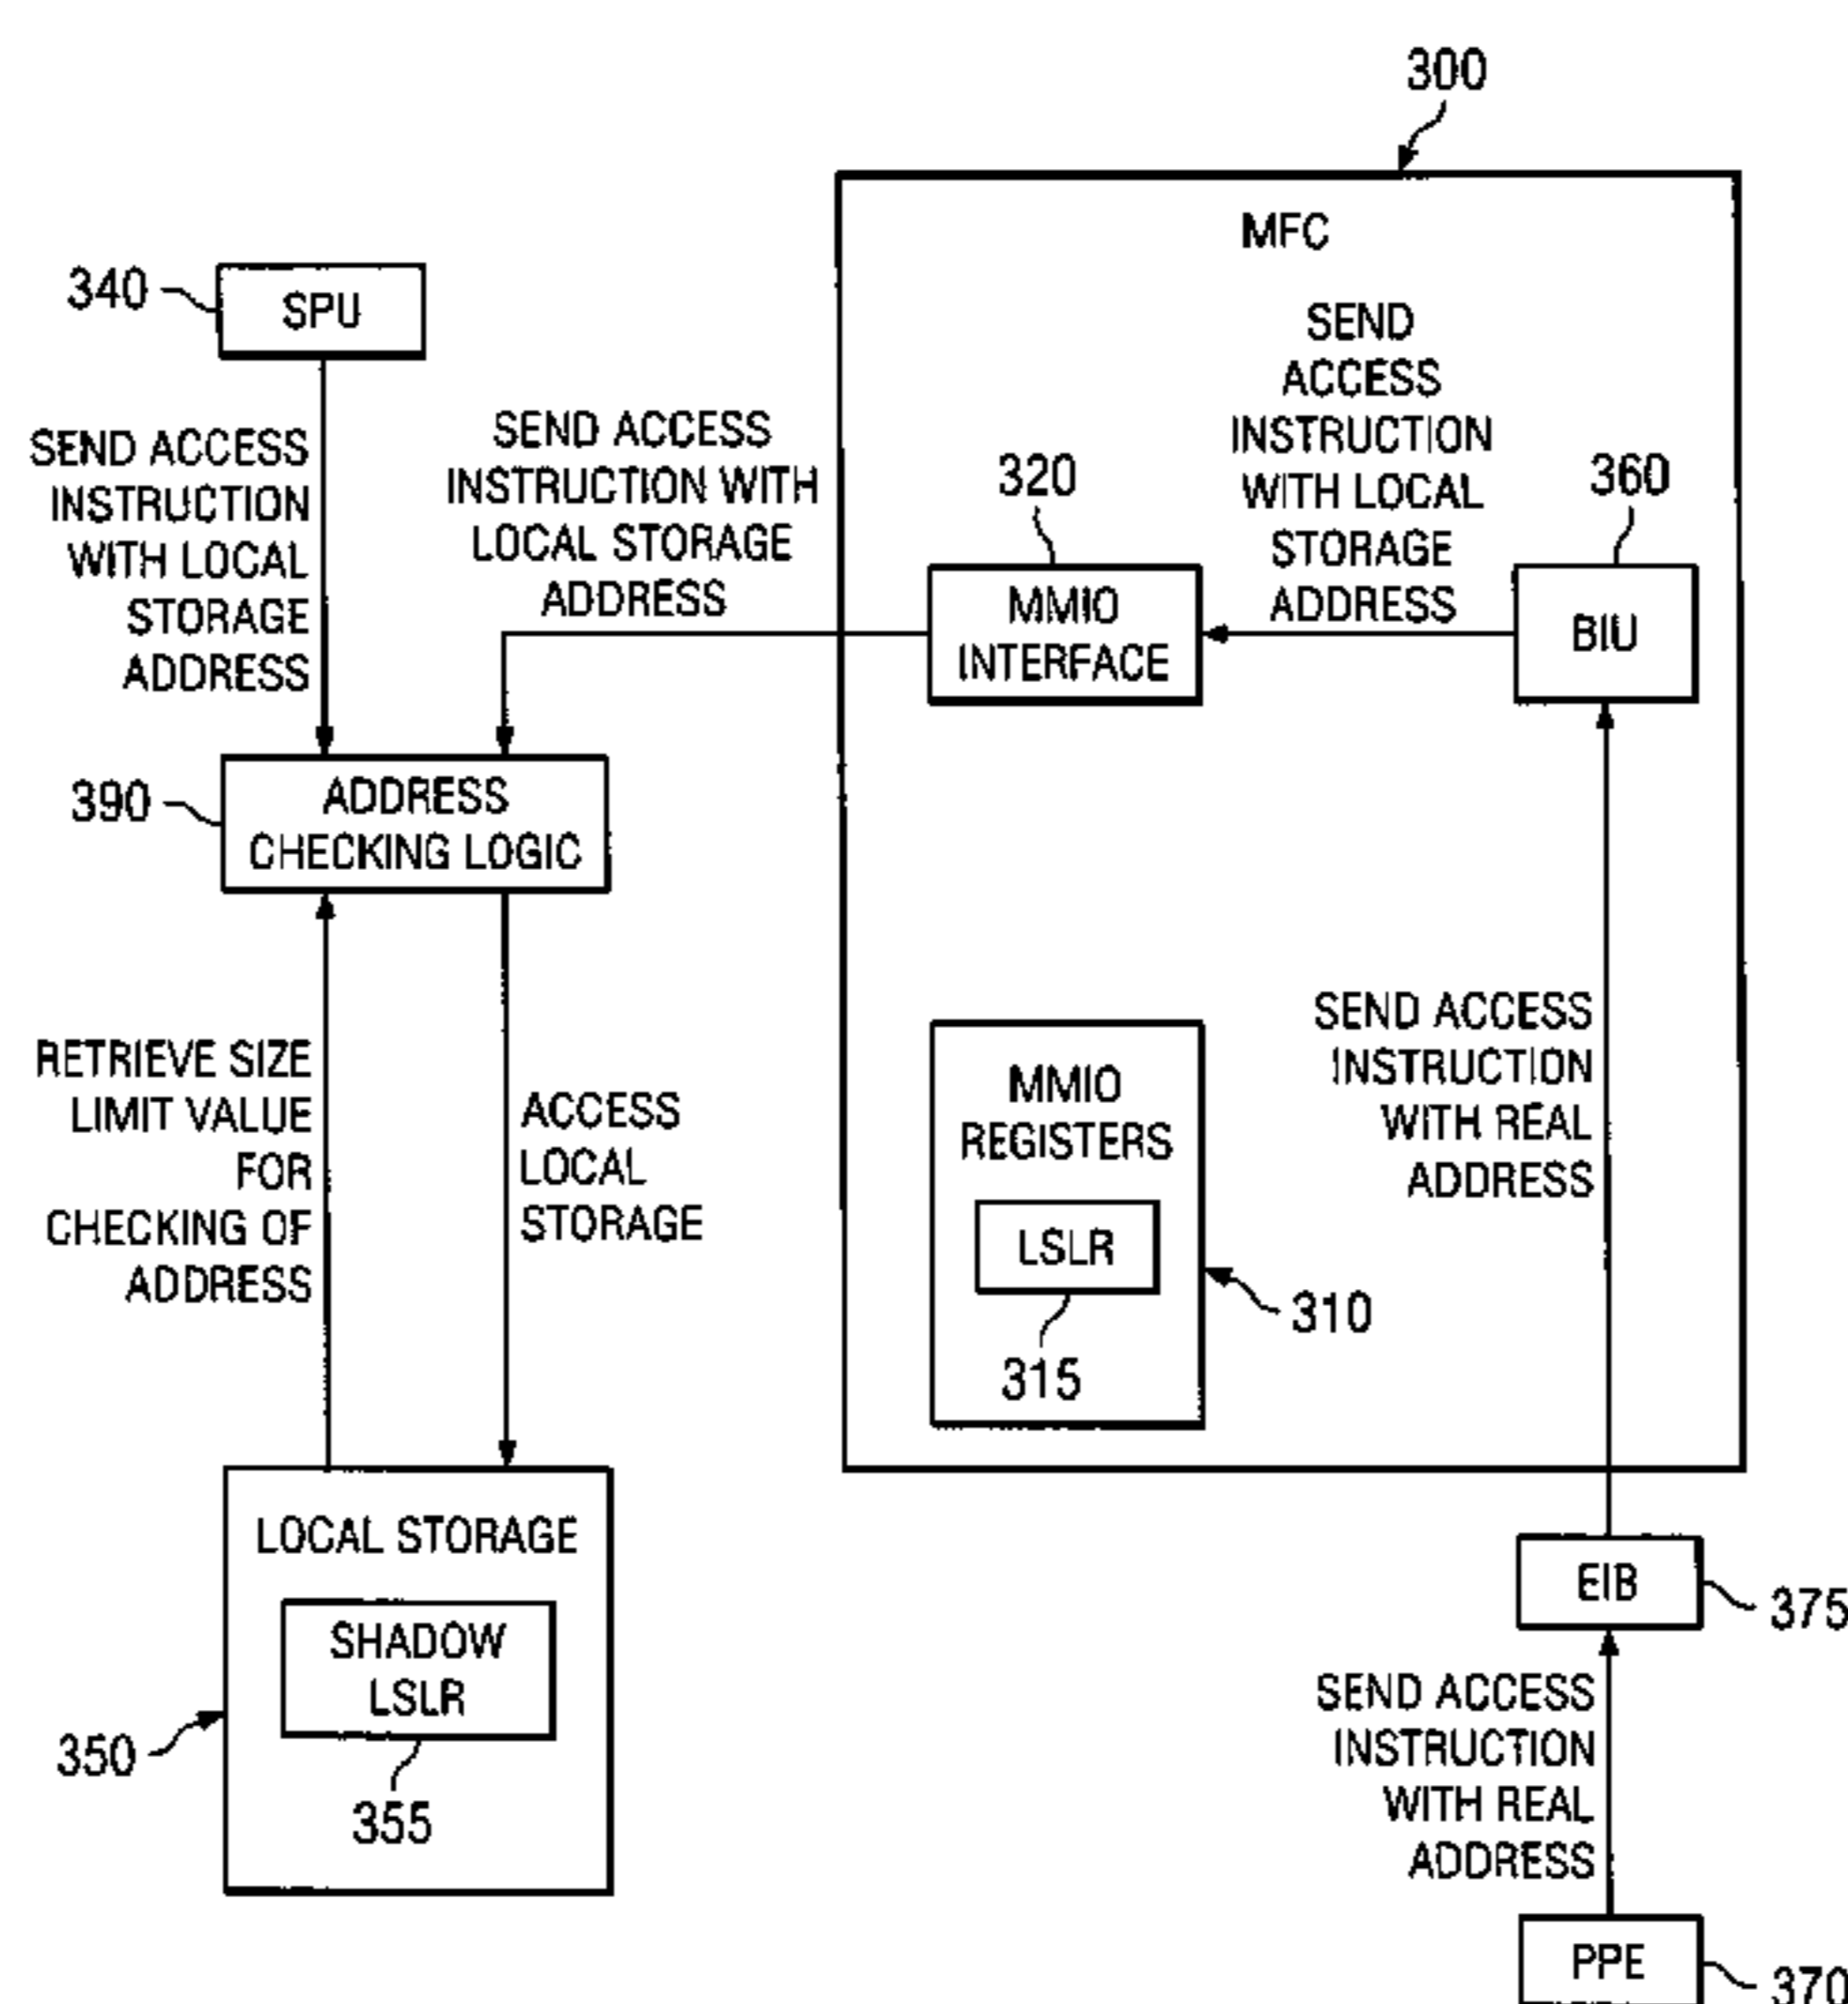 300
MFC
340
SPU
SEND ACCESS
INSTRUCTION
WITH LOCAL
STORAGE
ADDRESS
SEND ACCESS
INSTRUCTION WITH
LOCAL STORAGE
ADDRESS
SEND
ACCESS
INSTRUCTION
WITH LOCAL
STORAGE
ADDRESS
320
MMIO
INTERFACE
360
BIU
390
ADDRESS
CHECKING LOGIC
RETRIEVE SIZE
LIMIT VALUE
FOR
CHECKING OF
ADDRESS
ACCESS
LOCAL
STORAGE
MMIO
REGISTERS
LSLR
315
310
SEND ACCESS
INSTRUCTION
WITH REAL
ADDRESS
LOCAL STORAGE
SHADOW
LSLR
350
355
EIB
375
SEND ACCESS
INSTRUCTION
WITH REAL
ADDRESS
PPE
370